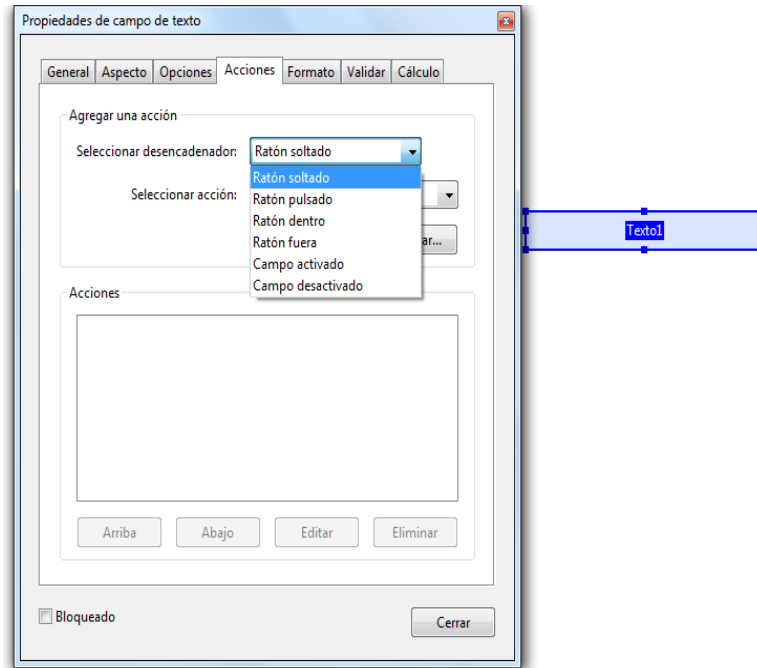 Propiedades de campo de texto
General Aspecto Opciones Acciones Formato Validar Cálculo
Agregar una acción
Seleccionar desencadenador: Ratón soltado
Ratón soltado
Seleccionar acción:
Ratón pulsado
Ratón dentro
Ratón fuera
ar...
Campo activado
Campo desactivado
Texto1
Acciones
Arriba Abajo Editar Eliminar
Bloqueado
Cerrar